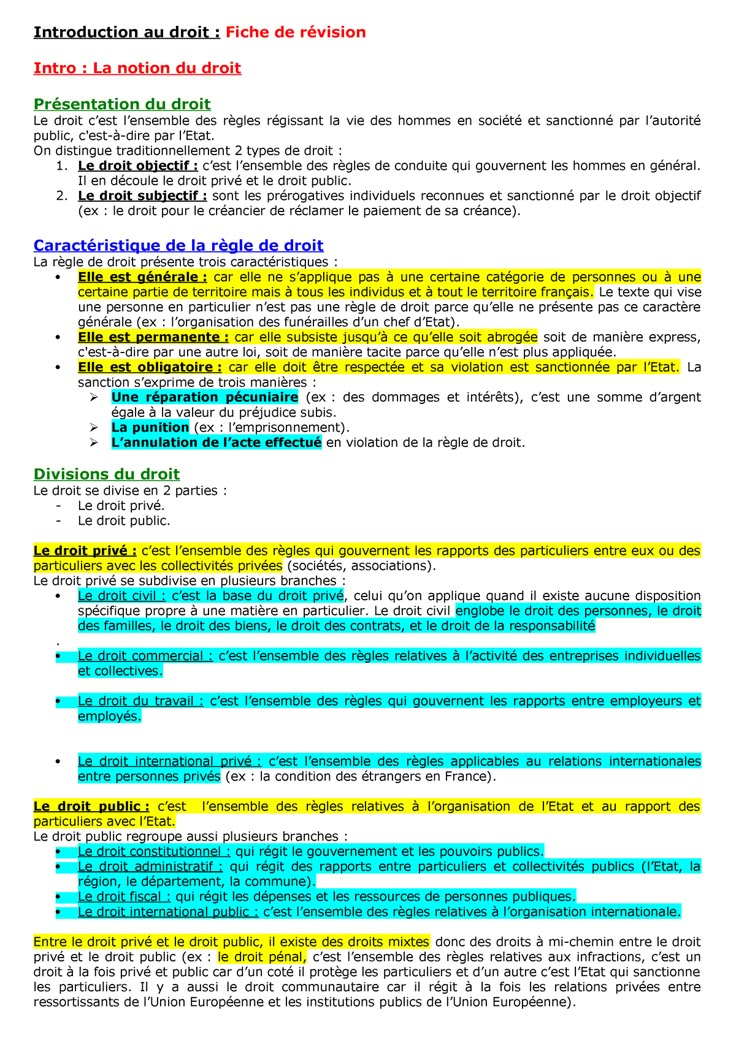 Introduction au droit : Fiche de révision
Intro : La notion du droit
Présentation du droit
Le droit c’est l’ensemble des règles régissant la vie des hommes en société et sanctionné par l’autorité
public, c'est-à-dire par l’Etat.
On distingue traditionnellement 2 types de droit :
1. Le droit objectif : c’est l’ensemble des règles de conduite qui gouvernent les hommes en général.
Il en découle le droit privé et le droit public.
2. Le droit subjectif : sont les prérogatives individuels reconnues et sanctionné par le droit objectif
(ex : le droit pour le créancier de réclamer le paiement de sa créance).
Caractéristique de la règle de droit
La règle de droit présente trois caractéristiques :
• Elle est générale : car elle ne s’applique pas à une certaine catégorie de personnes ou à une
certaine partie de territoire mais à tous les individus et à tout le territoire français. Le texte qui vise
une personne en particulier n’est pas une règle de droit parce qu’elle ne présente pas ce caractère
générale (ex : l’organisation des funérailles d’un chef d’Etat).
• Elle est permanente : car elle subsiste jusqu’à ce qu’elle soit abrogée soit de manière express,
c'est-à-dire par une autre loi, soit de manière tacite parce qu’elle n’est plus appliquée.
• Elle est obligatoire : car elle doit être respectée et sa violation est sanctionnée par l’Etat. La
sanction s’exprime de trois manières :
➢ Une réparation pécuniaire (ex : des dommages et intérêts), c’est une somme d’argent
égale à la valeur du préjudice subis.
➢ La punition (ex : l’emprisonnement).
➢ L’annulation de l’acte effectué en violation de la règle de droit.
Divisions du droit
Le droit se divise en 2 parties :
- Le droit privé.
- Le droit public.
Le droit privé : c’est l’ensemble des règles qui gouvernent les rapports des particuliers entre eux ou des
particuliers avec les collectivités privées (sociétés, associations).
Le droit privé se subdivise en plusieurs branches :
• Le droit civil : c’est la base du droit privé, celui qu’on applique quand il existe aucune disposition
spécifique propre à une matière en particulier. Le droit civil englobe le droit des personnes, le droit
des familles, le droit des biens, le droit des contrats, et le droit de la responsabilité
.
• Le droit commercial : c’est l’ensemble des règles relatives à l’activité des entreprises individuelles
et collectives.
• Le droit du travail : c’est l’ensemble des règles qui gouvernent les rapports entre employeurs et
employés.
• Le droit international privé : c’est l’ensemble des règles applicables au relations internationales
entre personnes privés (ex : la condition des étrangers en France).
Le droit public : c’est l’ensemble des règles relatives à l’organisation de l’Etat et au rapport des
particuliers avec l’Etat.
Le droit public regroupe aussi plusieurs branches :
• Le droit constitutionnel : qui régit le gouvernement et les pouvoirs publics.
• Le droit administratif : qui régit des rapports entre particuliers et collectivités publics (l’Etat, la
région, le département, la commune).
• Le droit fiscal : qui régit les dépenses et les ressources de personnes publiques.
• Le droit international public : c’est l’ensemble des règles relatives à l’organisation internationale.
Entre le droit privé et le droit public, il existe des droits mixtes donc des droits à mi-chemin entre le droit
privé et le droit public (ex : le droit pénal, c’est l’ensemble des règles relatives aux infractions, c’est un
droit à la fois privé et public car d’un coté il protège les particuliers et d’un autre c’est l’Etat qui sanctionne
les particuliers. Il y a aussi le droit communautaire car il régit à la fois les relations privées entre
ressortissants de l’Union Européenne et les institutions publics de l’Union Européenne).